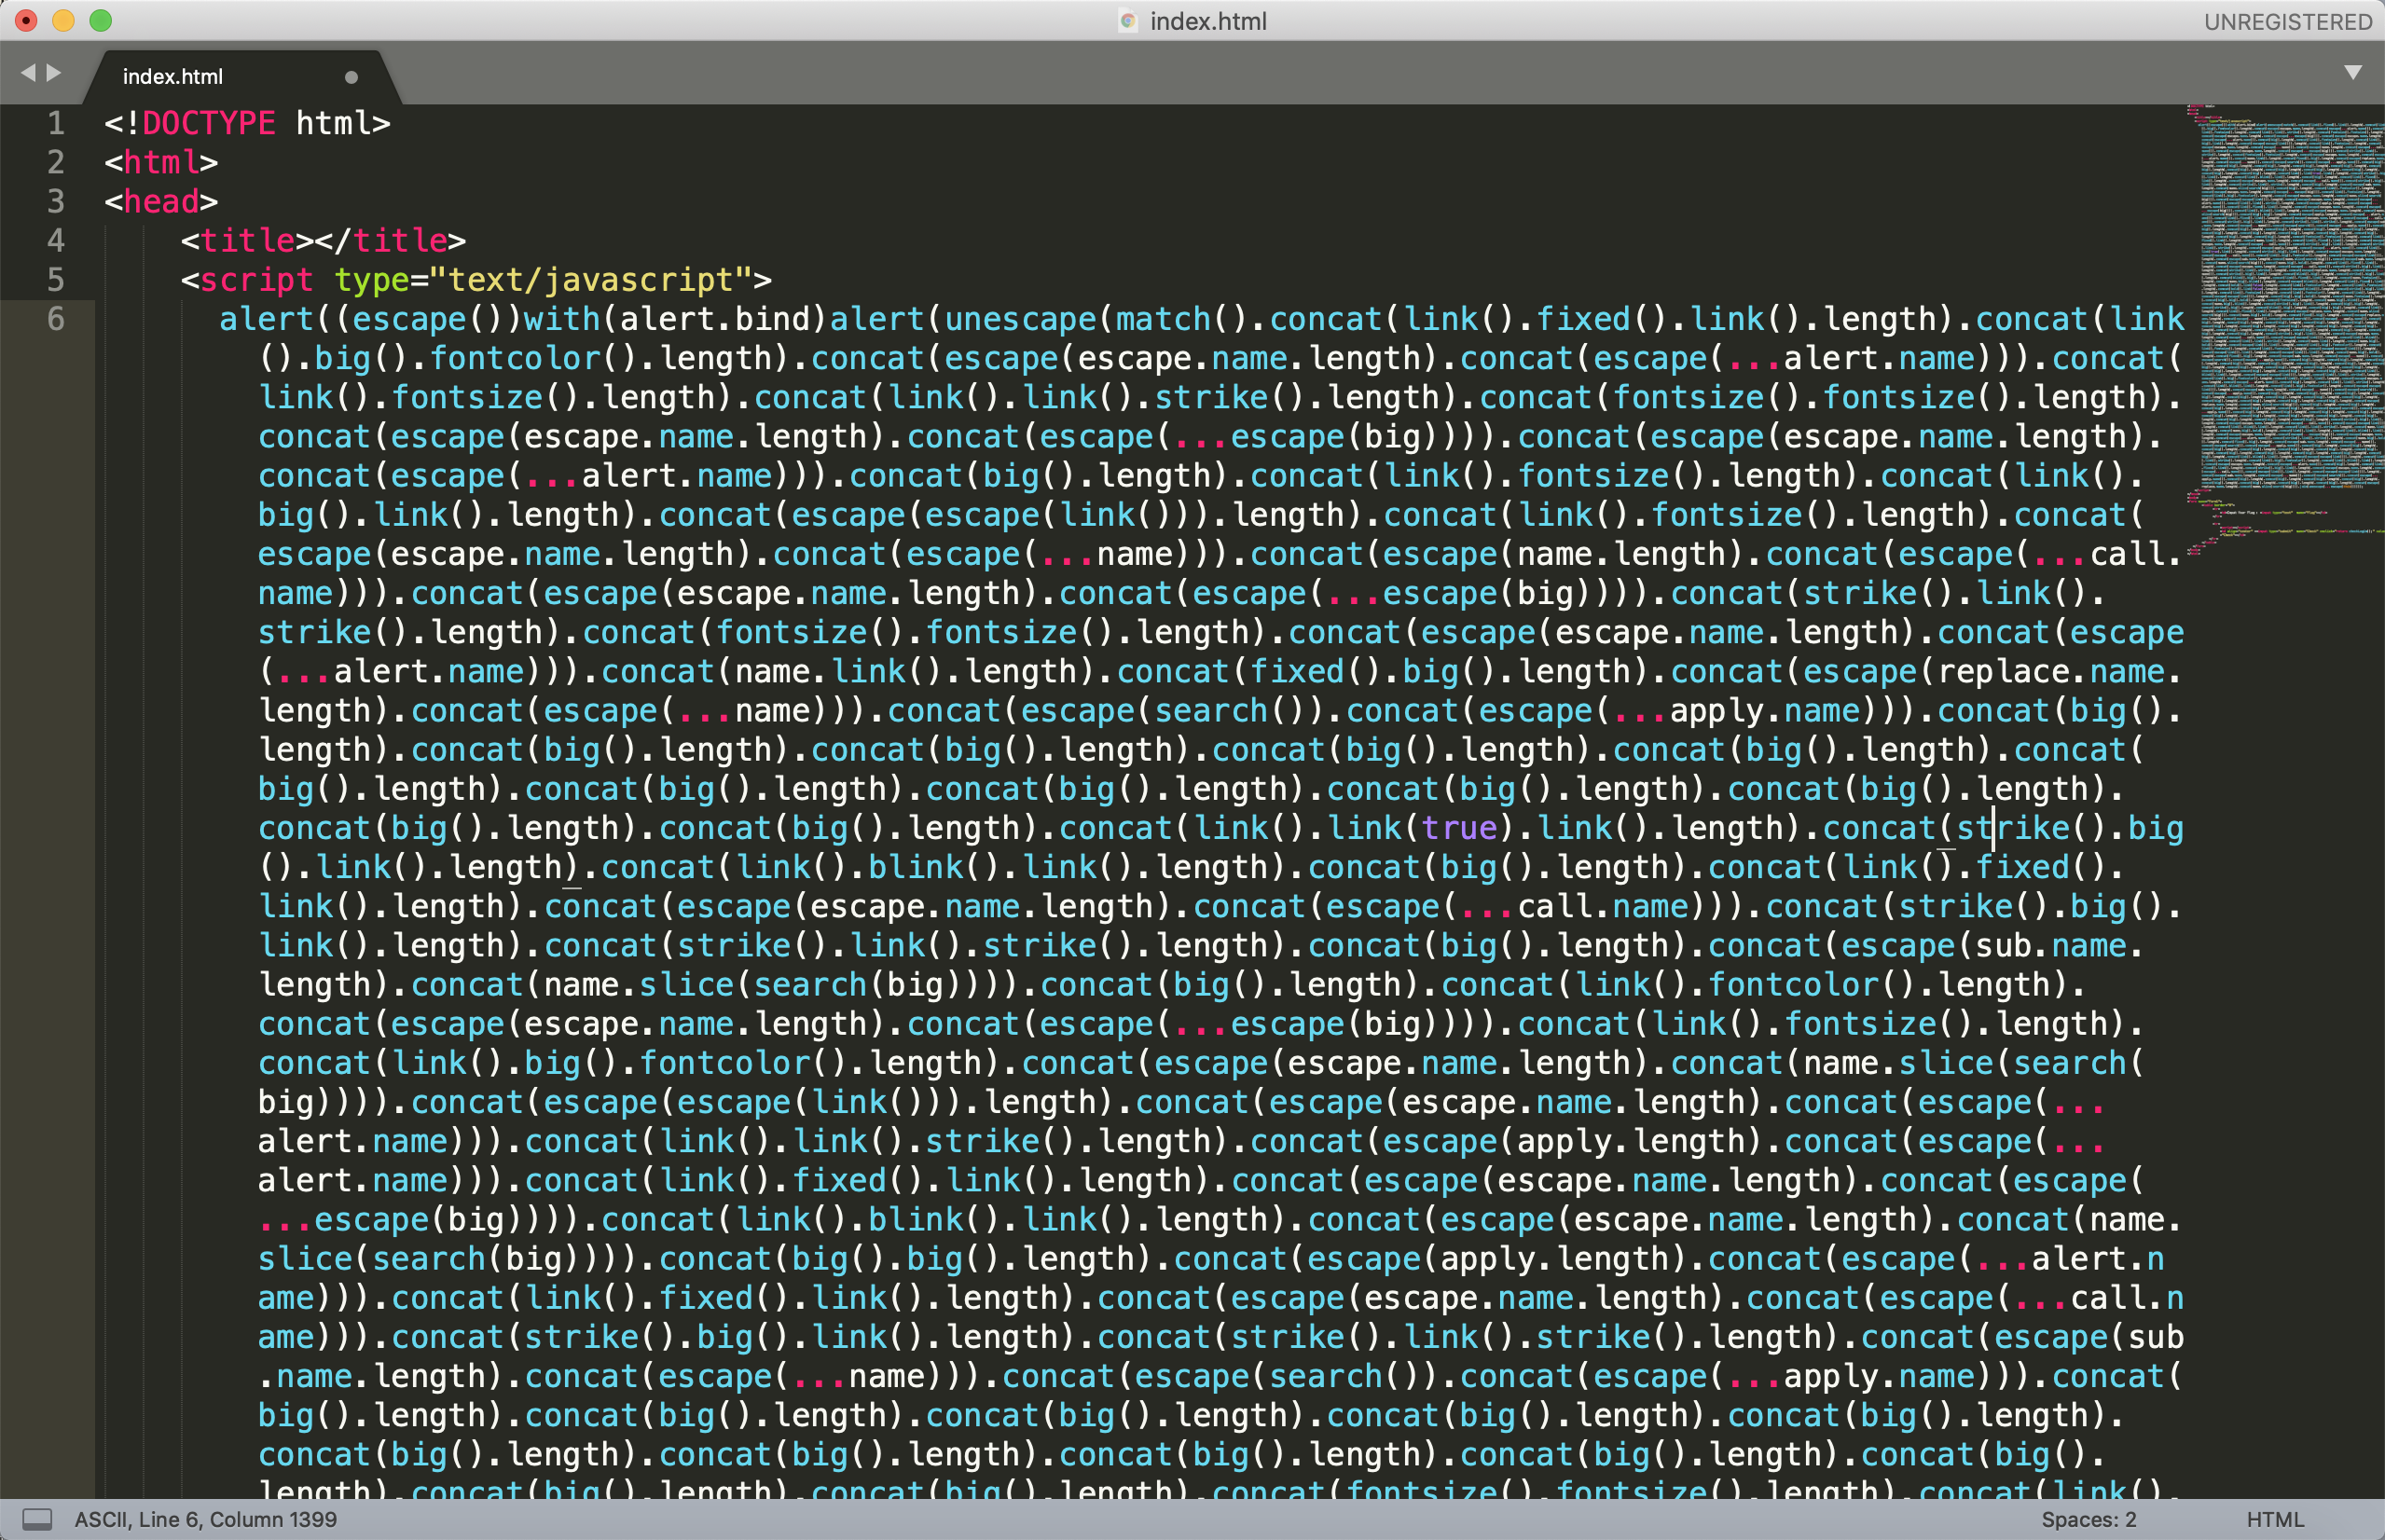 index.html
UNREGISTERED
index.html
1 <!DOCTYPE html>
2 <html>
3 <head>
4 <title></title>
5 <script type="text/javascript">
6 alert((escape())with(alert.bind)alert(unescape(match().concat(link().fixed().link().length).concat(link
().big().fontcolor().length).concat(escape(escape.name.length).concat(escape(...alert.name))).concat(
link().fontsize().length).concat(link().link().strike().length).concat(fontsize().fontsize().length).
concat(escape(escape.name.length).concat(escape(...escape(big)))).concat(escape(escape.name.length).
concat(escape(...alert.name))).concat(big().length).concat(link().fontsize().length).concat(link().
big().link().length).concat(escape(escape(link())).length).concat(link().fontsize().length).concat(
escape(escape.name.length).concat(escape(...name))).concat(escape(name.length).concat(escape(...call.
name))).concat(escape(escape.name.length).concat(escape(...escape(big)))).concat(strike().link().
strike().length).concat(fontsize().fontsize().length).concat(escape(escape.name.length).concat(escape
(...alert.name))).concat(name.link().length).concat(fixed().big().length).concat(escape(replace.name.
length).concat(escape(...name))).concat(escape(search()).concat(escape(...apply.name))).concat(big().
length).concat(big().length).concat(big().length).concat(big().length).concat(big().length).concat(
big().length).concat(big().length).concat(big().length).concat(big().length).concat(big().length).
concat(big().length).concat(big().length).concat(link().link(true).link().length).concat(strike().big
().link().length).concat(link().blink().link().length).concat(big().length).concat(link().fixed().
link().length).concat(escape(escape.name.length).concat(escape(...call.name))).concat(strike().big().
link().length).concat(strike().link().strike().length).concat(big().length).concat(escape(sub.name.
length).concat(name.slice(search(big)))).concat(big().length).concat(link().fontcolor().length).
concat(escape(escape.name.length).concat(escape(...escape(big)))).concat(link().fontsize().length).
concat(link().big().fontcolor().length).concat(escape(escape.name.length).concat(name.slice(search(
big)))).concat(escape(escape(link())).length).concat(escape(escape.name.length).concat(escape(...
alert.name))).concat(link().link().strike().length).concat(escape(apply.length).concat(escape(...
alert.name))).concat(link().fixed().link().length).concat(escape(escape.name.length).concat(escape(
...escape(big)))).concat(link().blink().link().length).concat(escape(escape.name.length).concat(name.
slice(search(big)))).concat(big().big().length).concat(escape(apply.length).concat(escape(...alert.n
ame))).concat(link().fixed().link().length).concat(escape(escape.name.length).concat(escape(...call.n
ame))).concat(strike().big().link().length).concat(strike().link().strike().length).concat(escape(sub
.name.length).concat(escape(...name))).concat(escape(search()).concat(escape(...apply.name))).concat(
big().length).concat(big().length).concat(big().length).concat(big().length).concat(big().length).
concat(big().length).concat(big().length).concat(big().length).concat(big().length).concat(big().
length).concat(big().length).concat(big().length).concat(fontsize().fontsize().length).concat(link().
ASCII, Line 6, Column 1399
Spaces: 2
HTML